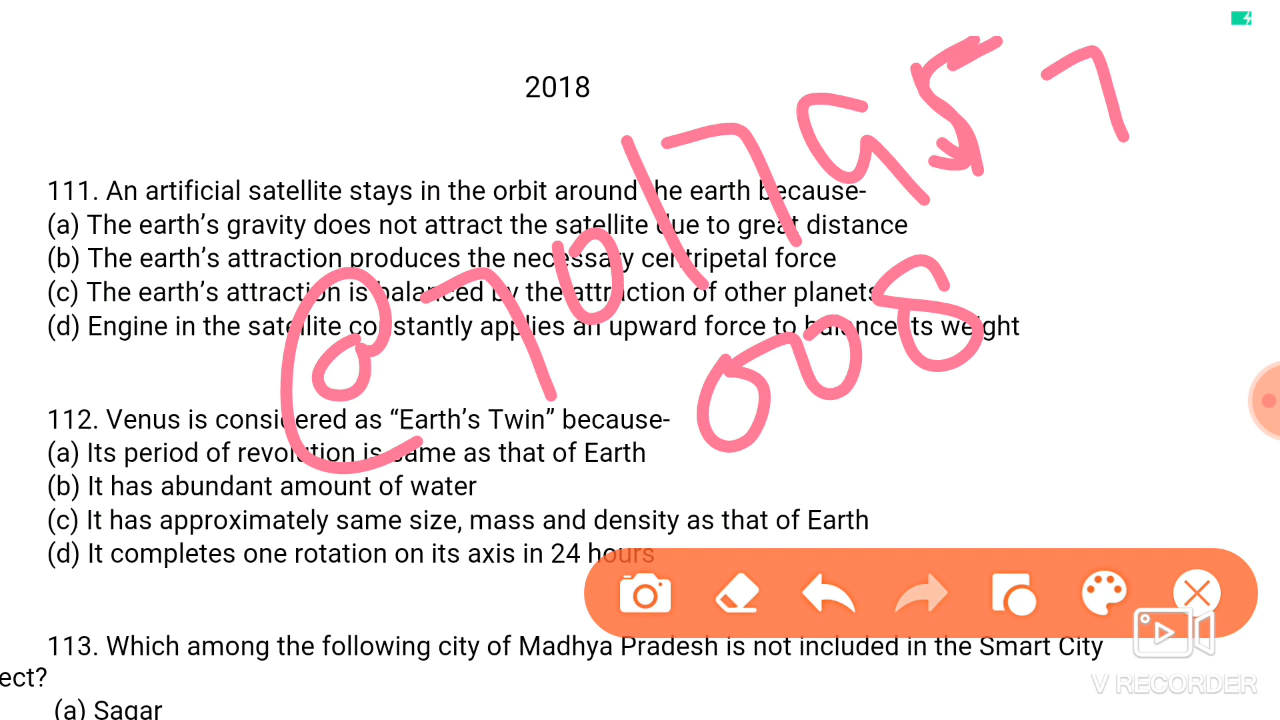 2018
111. An artificial satellite stays in the orbit around the earth because-
(a) The earth's gravity does not attract the satellite due to great distance
(b) The earth's attraction produces the necessary centripetal force
(c) The earth's attraction is balanced by the attraction of other planets
(d) Engine in the satellite constantly applies an upward force to balance its weight
112. Venus is considered as “Earth's Twin” because-
(a) Its period of revolution is same as that of Earth
(b) It has abundant amount of water
(c) It has approximately same size, mass and density as that of Earth
(d) It completes one rotation on its axis in 24 hours
113. Which among the following city of Madhya Pradesh is not included in the Smart City
ect?
(a) Sagar
V RECORDER